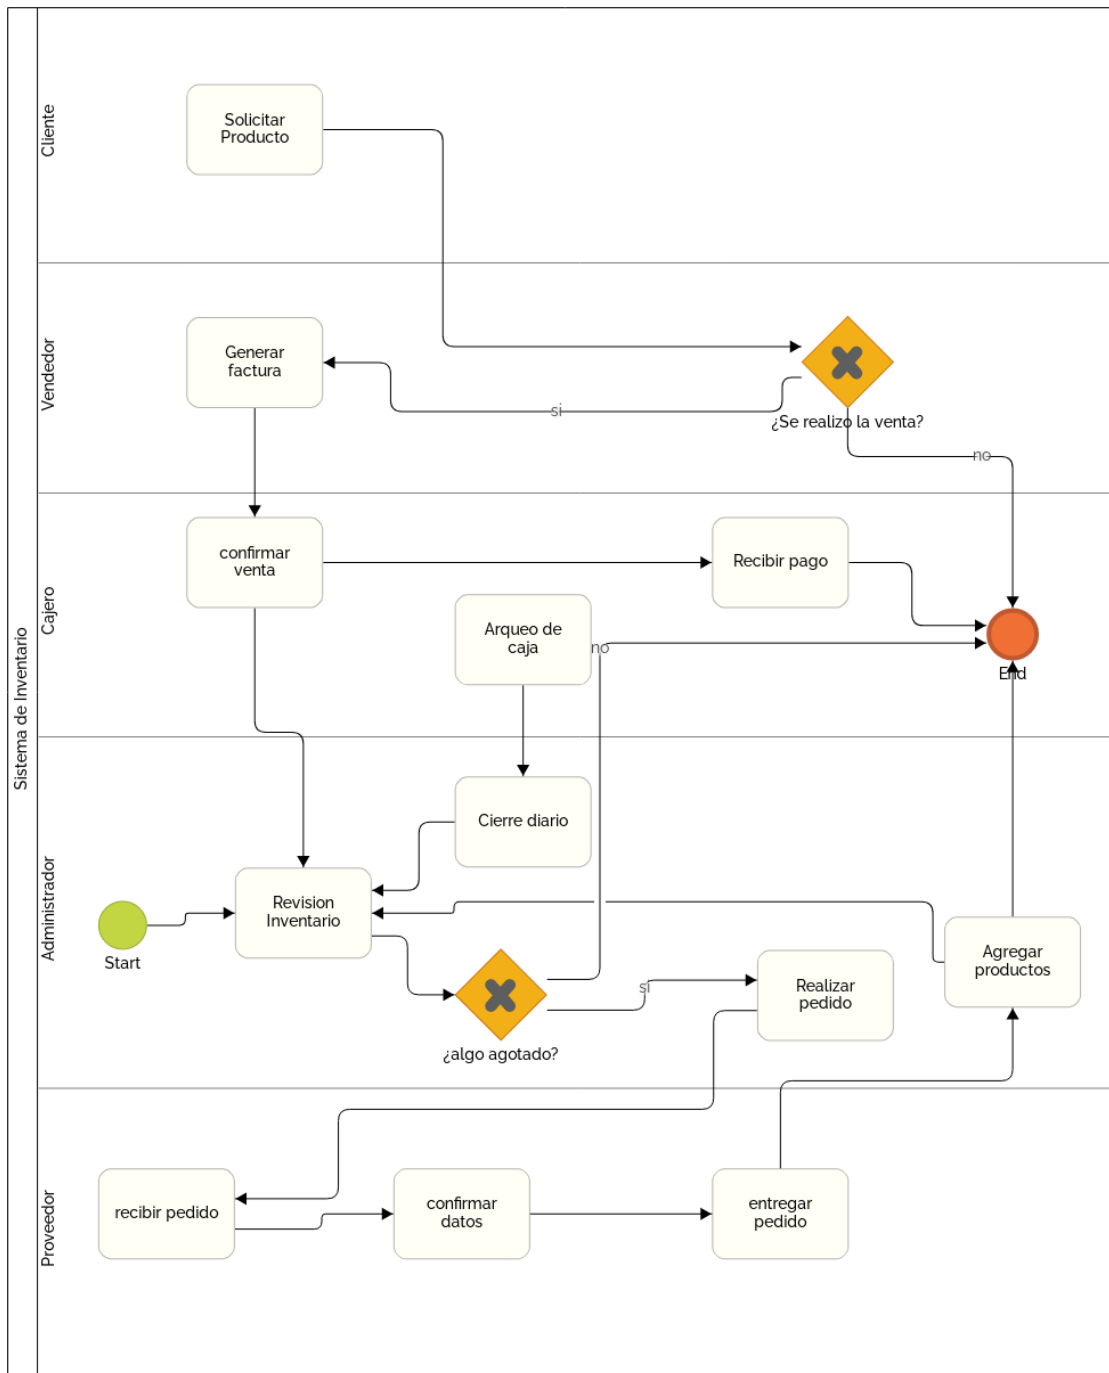 Sistema de Inventario
Cliente
Solicitar
Producto
Vendedor
Generar
factura
si
¿Se realizo la venta?
no
Cajero
confirmar
venta
Recibir pago
Arqueo de
caja
no
End
Administrador
Cierre diario
Revision
Inventario
Start
Agregar
productos
Realizar
pedido
si
¿algo agotado?
Proveedor
recibir pedido
confirmar
datos
entregar
pedido